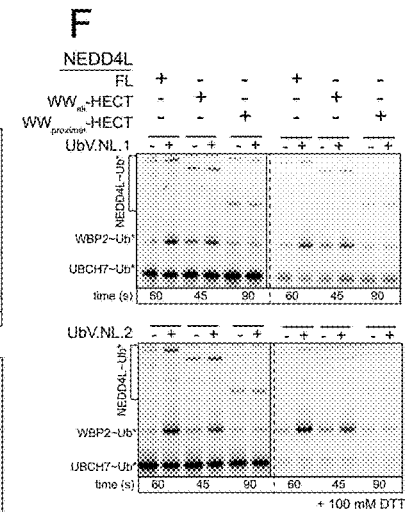 F
NEDD4L
FL + - - + - -
WWall-HECT - + - - + -
WWproximal-HECT - - + - - +
UbV.NL.1 - + - + - + - + - + - +
NEDD4L~Ub*
WBP2~Ub*
UBCH7~Ub*
time (s) 60 45 90 60 45 90
UbV.NL.2 - + - + - + - + - + - +
NEDD4L~Ub*
WBP2~Ub*
UBCH7~Ub*
time (s) 60 45 90 60 45 90
+ 100 mM DTT